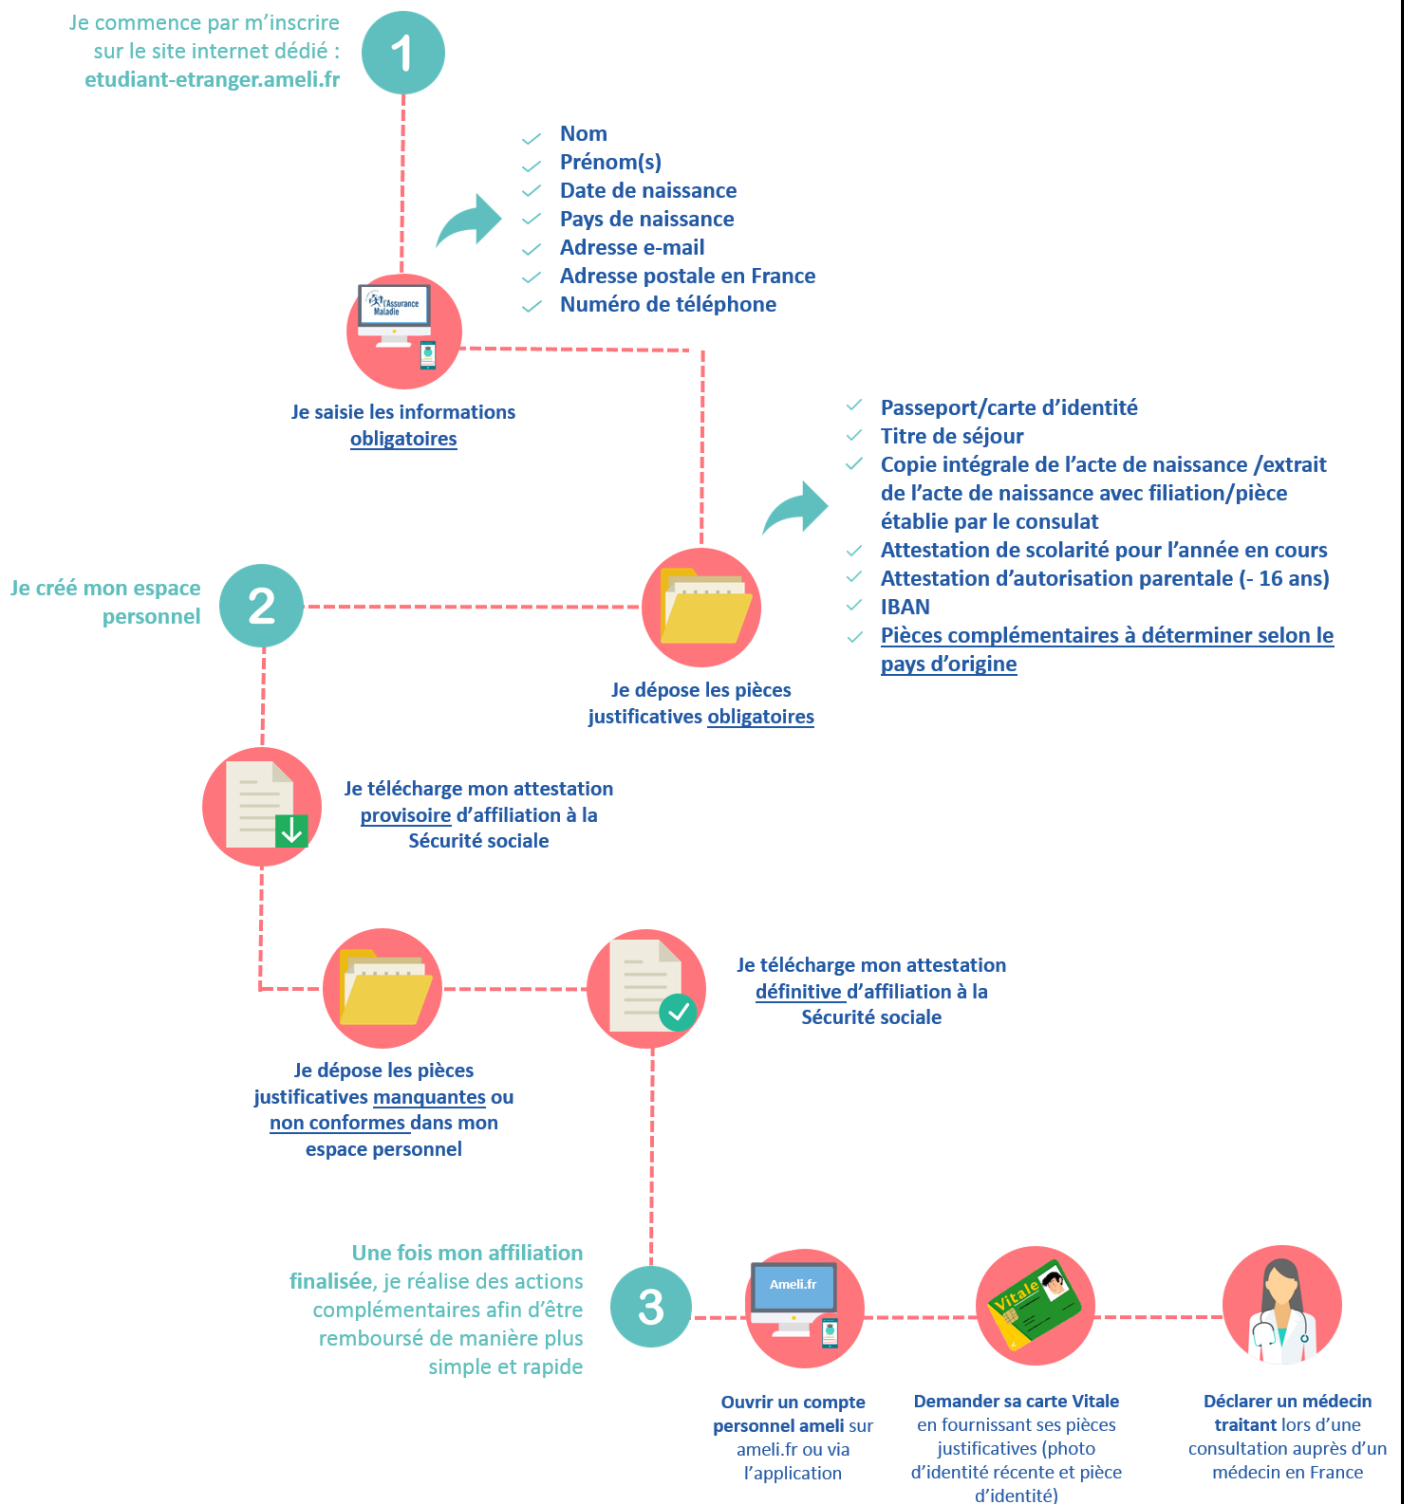 Je commence par m’inscrire
sur le site internet dédié :
etudiant-etranger.ameli.fr
1
Nom
Prénom(s)
Date de naissance
Pays de naissance
Adresse e-mail
Adresse postale en France
Numéro de téléphone
l'Assurance
Maladie
Je saisie les informations
obligatoires
Passeport/carte d’identité
Titre de séjour
Copie intégrale de l’acte de naissance /extrait
de l’acte de naissance avec filiation/pièce
établie par le consulat
Attestation de scolarité pour l’année en cours
Attestation d’autorisation parentale (- 16 ans)
IBAN
Pièces complémentaires à déterminer selon le
pays d’origine
Je dépose les pièces
justificatives obligatoires
Je créé mon espace
personnel
2
Je télécharge mon attestation
provisoire d’affiliation à la
Sécurité sociale
Je dépose les pièces
justificatives manquantes ou
non conformes dans mon
espace personnel
Je télécharge mon attestation
définitive d’affiliation à la
Sécurité sociale
Une fois mon affiliation
finalisée, je réalise des actions
complémentaires afin d’être
remboursé de manière plus
simple et rapide
3
Ameli.fr
Ouvrir un compte
personnel ameli sur
ameli.fr ou via
l’application
Vitale
Demander sa carte Vitale
en fournissant ses pièces
justificatives (photo
d’identité récente et pièce
d’identité)
Déclarer un médecin
traitant lors d’une
consultation auprès d’un
médecin en France